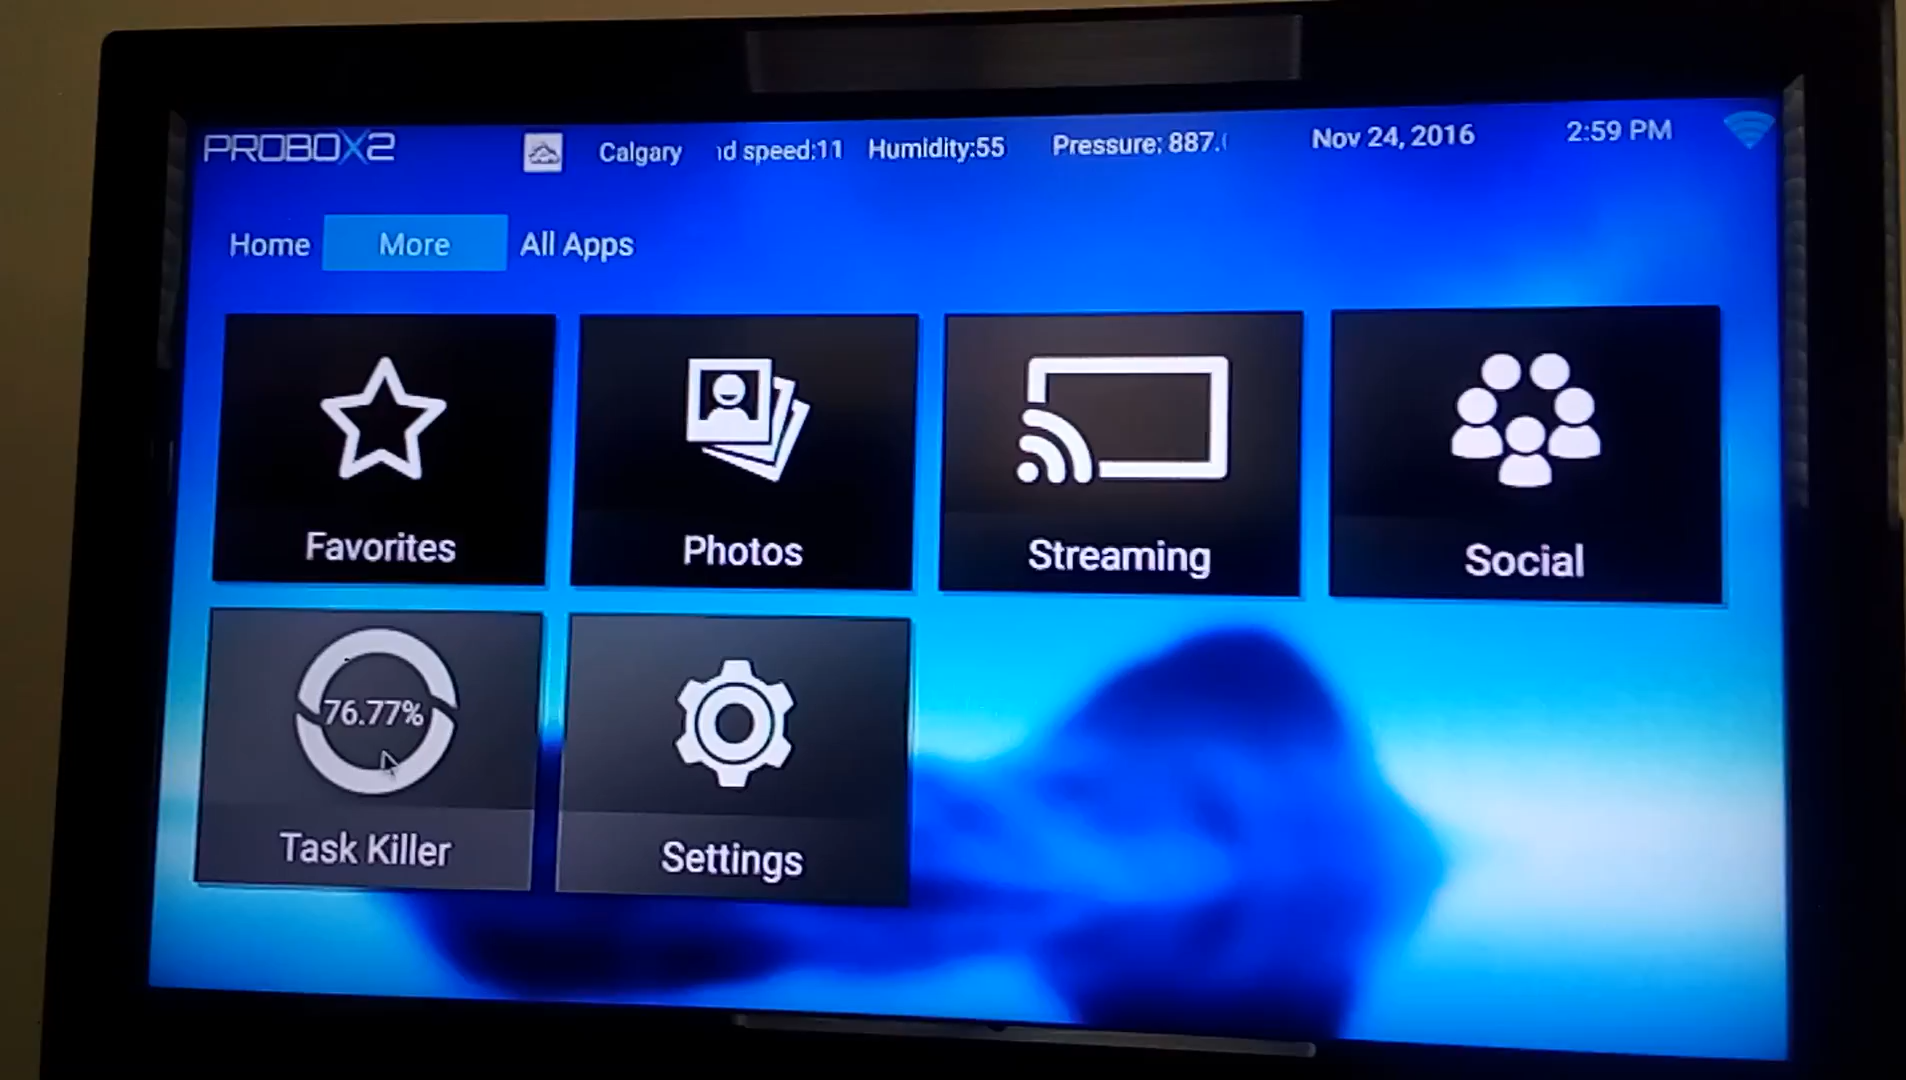 PROBOX2 Calgary nd speed:11 Humidity:55 Pressure: 887. Nov 24, 2016 2:59 PM
Home More All Apps
Favorites Photos Streaming Social
76.77%
Task Killer Settings